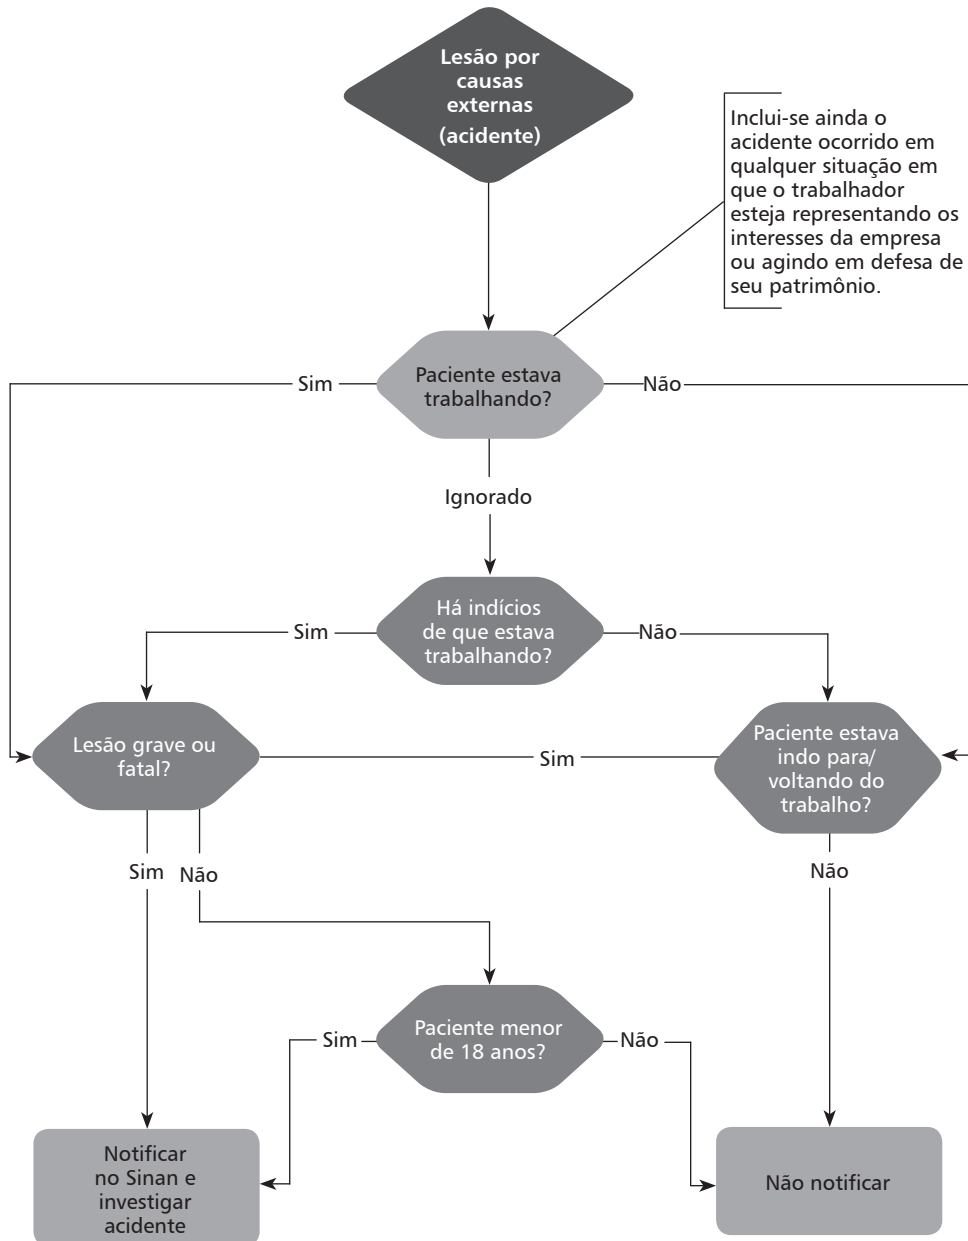 Lesão por
causas
externas
(acidente)
Inclui-se ainda o
acidente ocorrido em
qualquer situação em
que o trabalhador
esteja representando os
interesses da empresa
ou agindo em defesa de
seu patrimônio.
Paciente estava
trabalhando?
Sim
Não
Ignorado
Há indícios
de que estava
trabalhando?
Sim
Não
Lesão grave ou
fatal?
Sim
Paciente estava
indo para/
voltando do
trabalho?
Sim
Não
Não
Paciente menor
de 18 anos?
Sim
Não
Notificar
no Sinan e
investigar
acidente
Não notificar